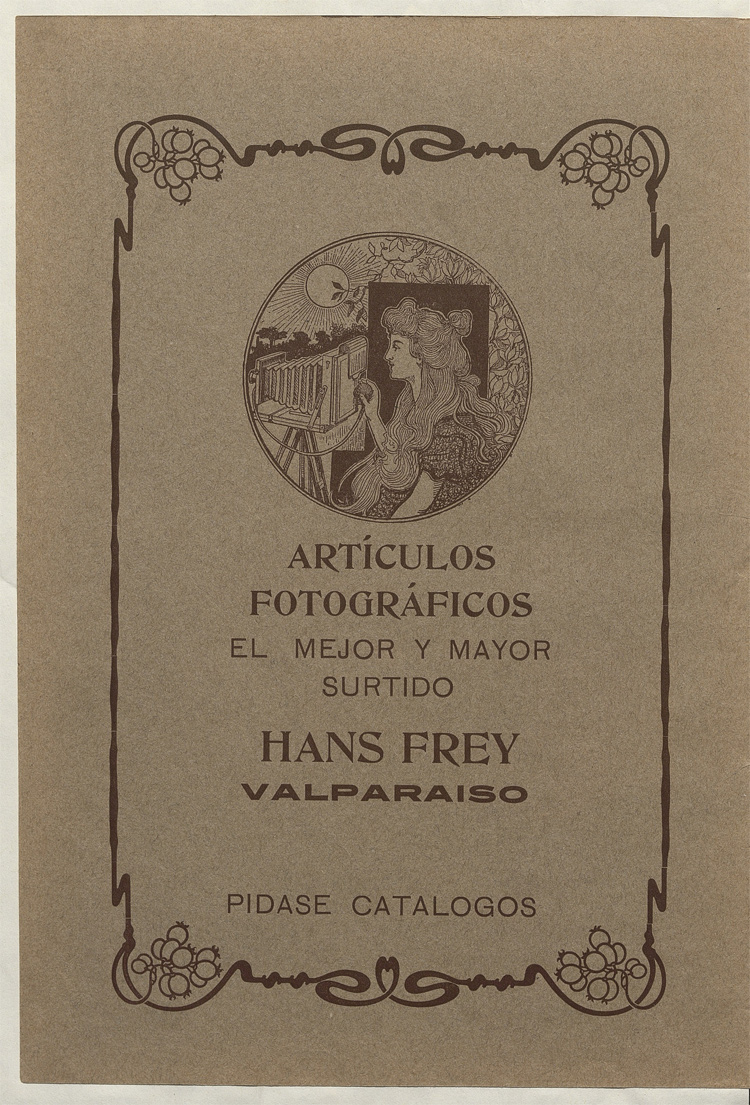 ARTÍCULOS
FOTOGRÁFICOS
EL MEJOR Y MAYOR
SURTIDO
HANS FREY
VALPARAISO
PIDASE CATALOGOS